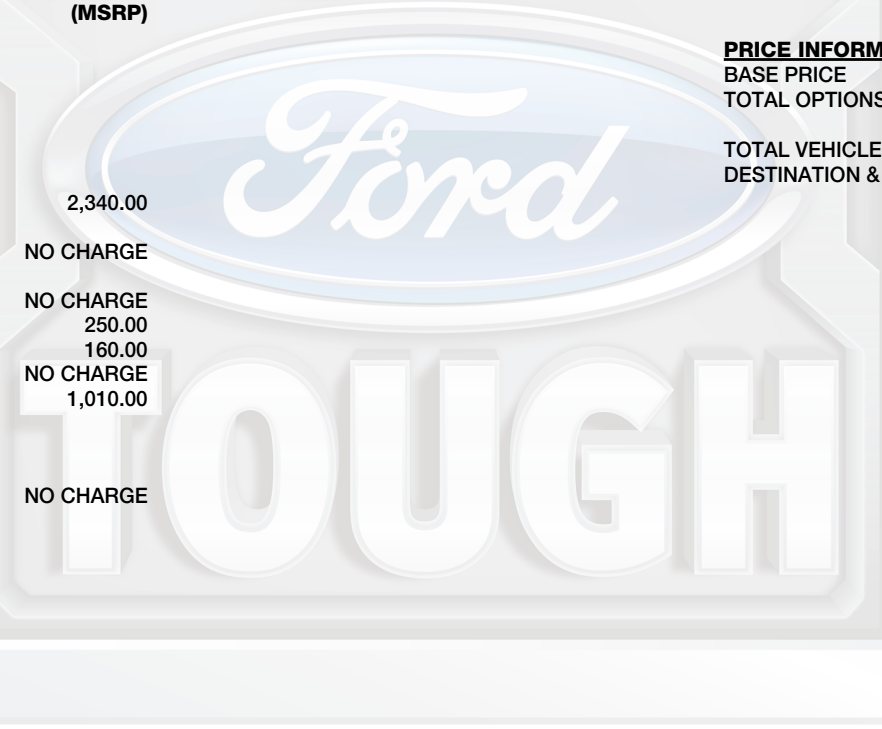 (MSRP)
2,340.00
NO CHARGE
NO CHARGE
250.00
160.00
NO CHARGE
1,010.00
NO CHARGE
PRICE INFORM
BASE PRICE
TOTAL OPTIONS
TOTAL VEHICLE
DESTINATION &
Ford
TOUGH